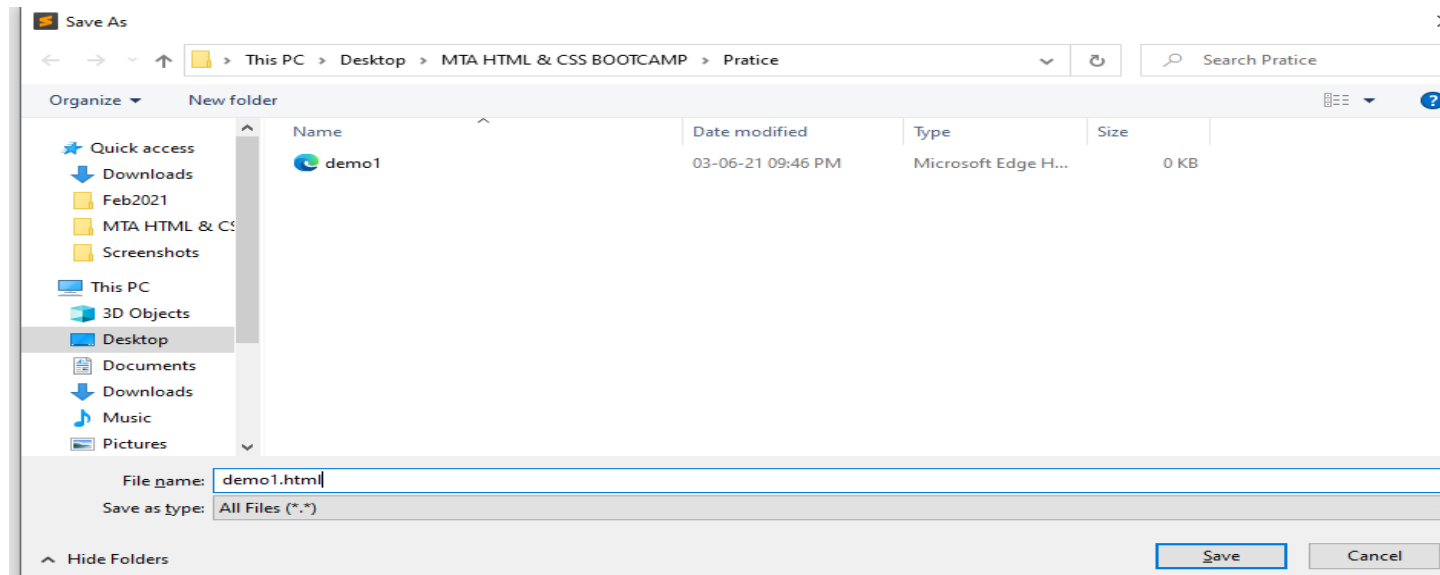 Save As
This PC > Desktop > MTA HTML & CSS BOOTCAMP > Pratice
Search Pratice
Organize
New folder
Name Date modified Type Size
demo1 03-06-21 09:46 PM Microsoft Edge H... 0 KB
Quick access
Downloads
Feb2021
MTA HTML & CS
Screenshots
This PC
3D Objects
Desktop
Documents
Downloads
Music
Pictures
File name: demo1.html
Save as type: All Files (*.*)
Hide Folders
Save
Cancel